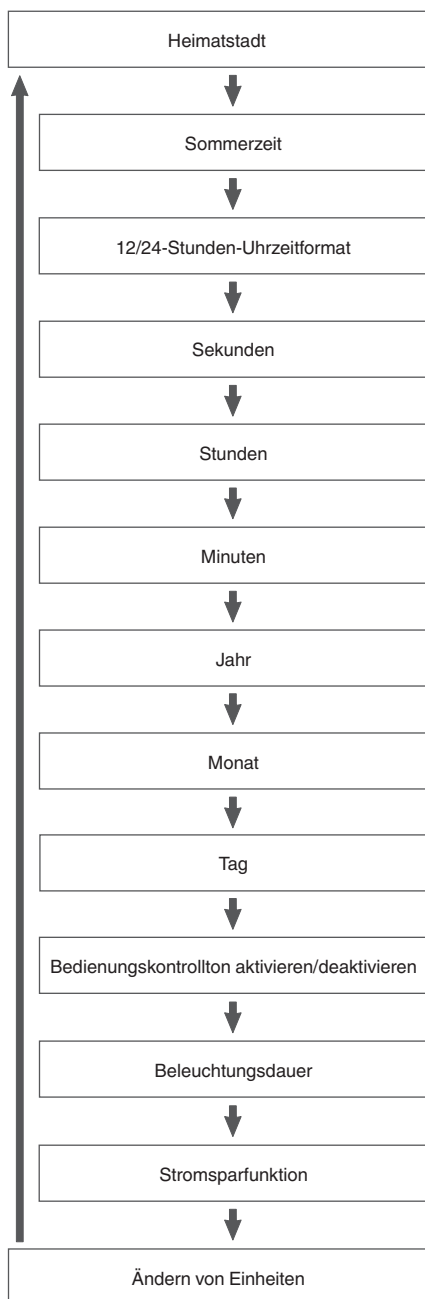 Heimatstadt
Sommerzeit
12/24-Stunden-Uhrzeitformat
Sekunden
Stunden
Minuten
Jahr
Monat
Tag
Bedienungskontrollton aktivieren/deaktivieren
Beleuchtungsdauer
Stromsparfunktion
Ändern von Einheiten